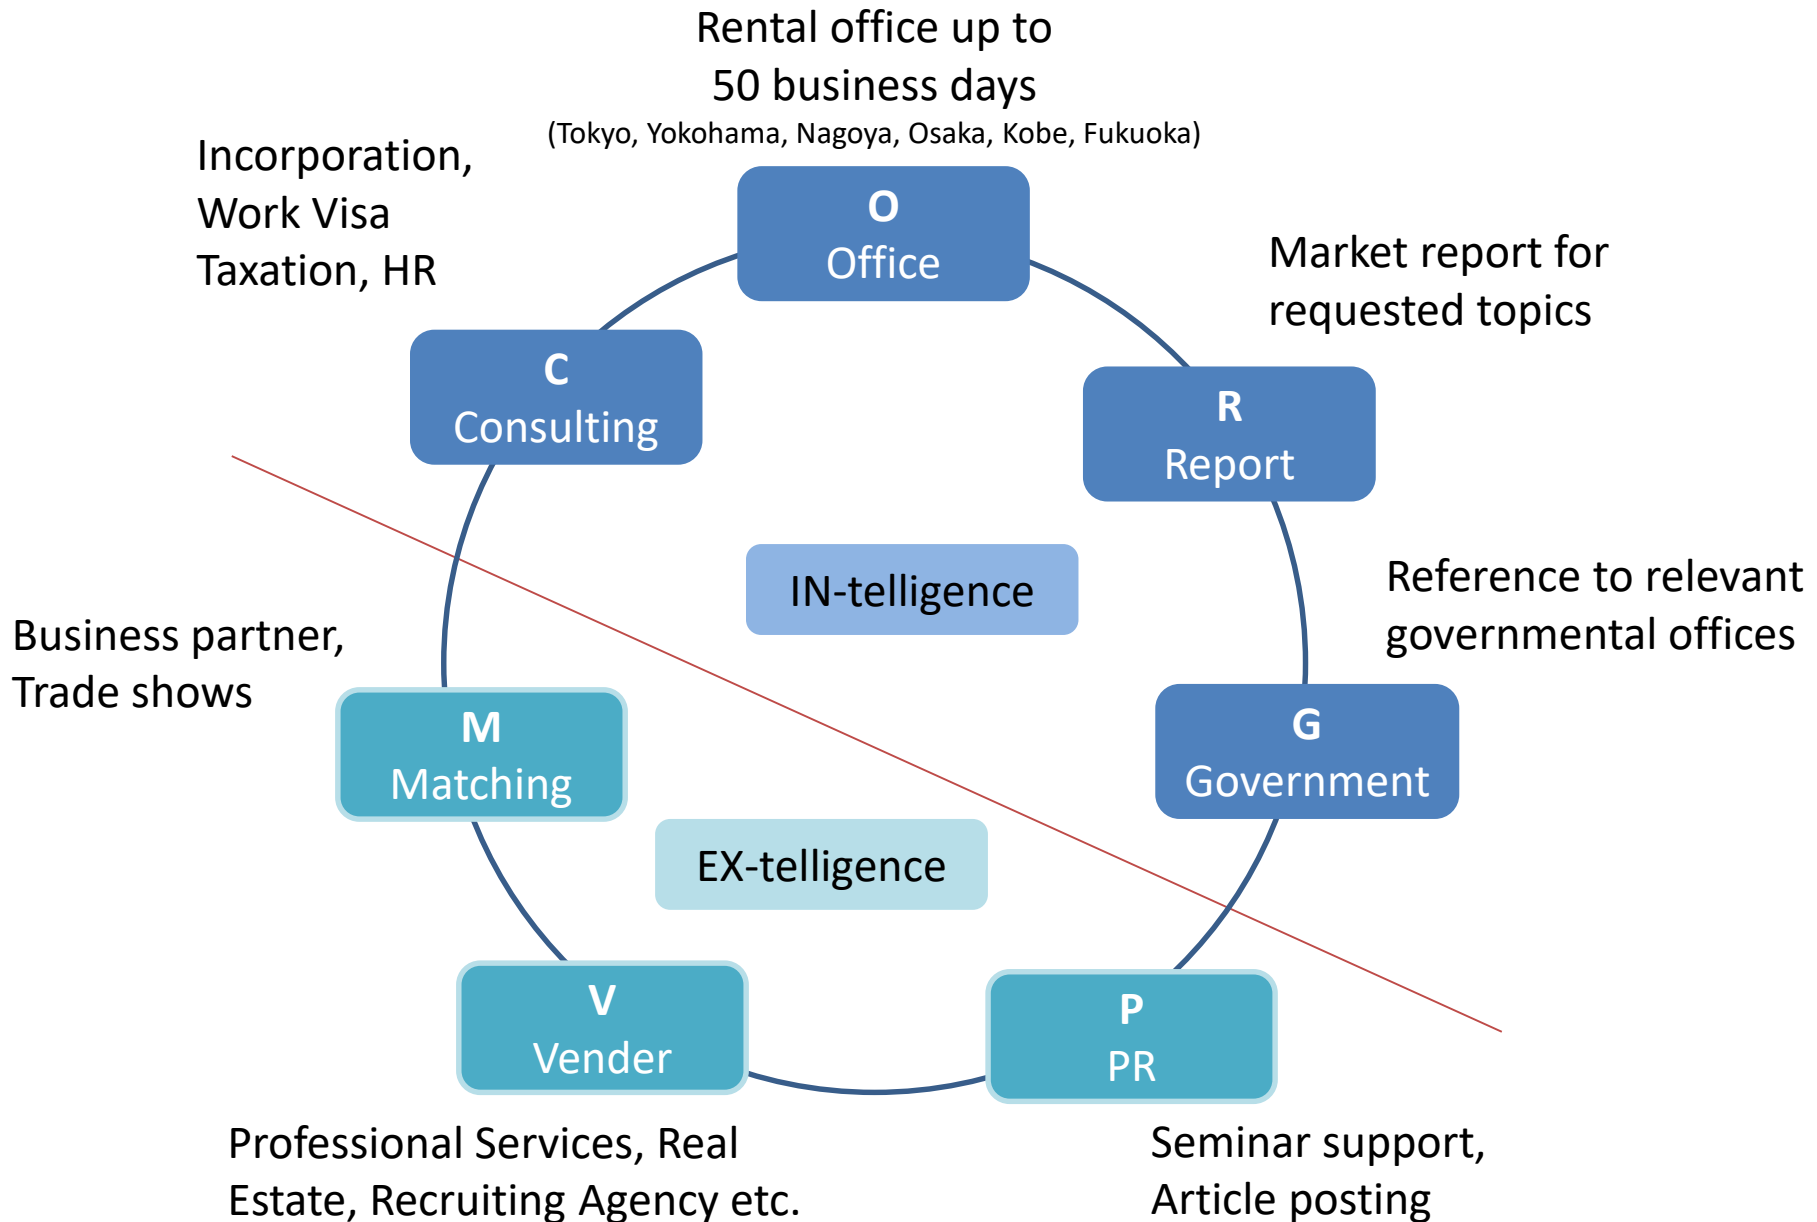 Rental office up to
50 business days
(Tokyo, Yokohama, Nagoya, Osaka, Kobe, Fukuoka)
Incorporation,
Work Visa
Taxation, HR
O
Office
Market report for
requested topics
C
Consulting
R
Report
IN-telligence
Reference to relevant
governmental offices
Business partner,
Trade shows
M
Matching
G
Government
EX-telligence
V
Vender
P
PR
Professional Services, Real
Estate, Recruiting Agency etc.
Seminar support,
Article posting